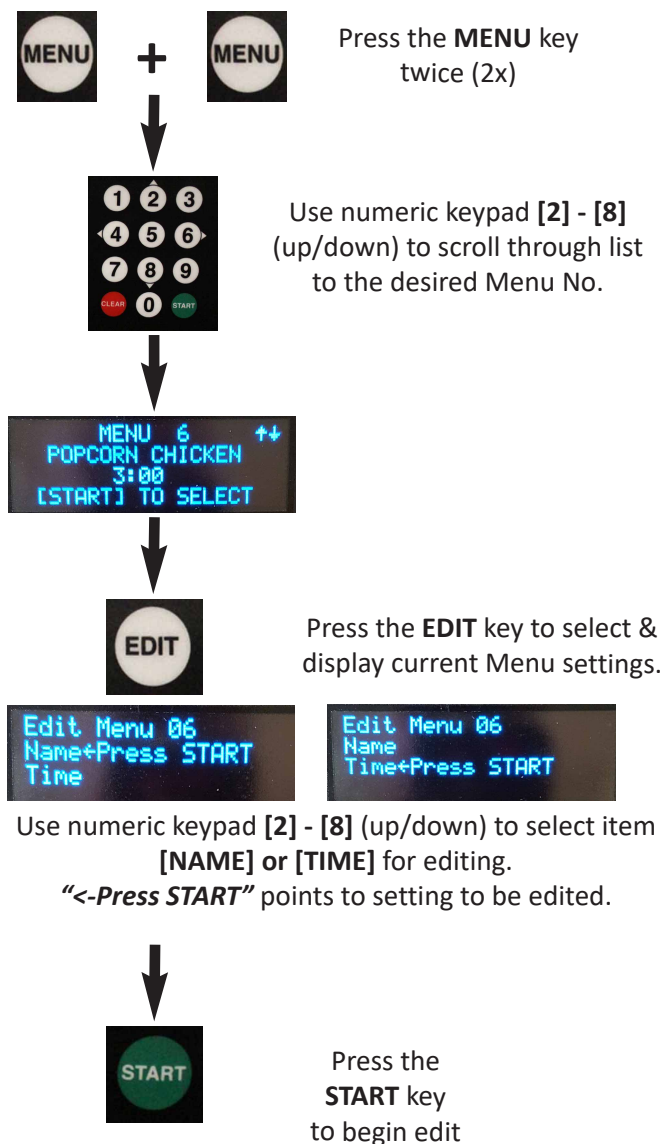 MENU + MENU
Press the MENU key
twice (2x)
1 2 3
4 5 6
7 8 9
CLEAR 0 START
Use numeric keypad [2] - [8]
(up/down) to scroll through list
to the desired Menu No.
MENU 6 ↑↓
POPCORN CHICKEN
3:00
[START] TO SELECT
EDIT
Press the EDIT key to select &
display current Menu settings.
Edit Menu 06
Name←Press START
Time
Edit Menu 06
Name
Time←Press START
Use numeric keypad [2] - [8] (up/down) to select item
[NAME] or [TIME] for editing.
“<-Press START” points to setting to be edited.
START
Press the
START key
to begin edit